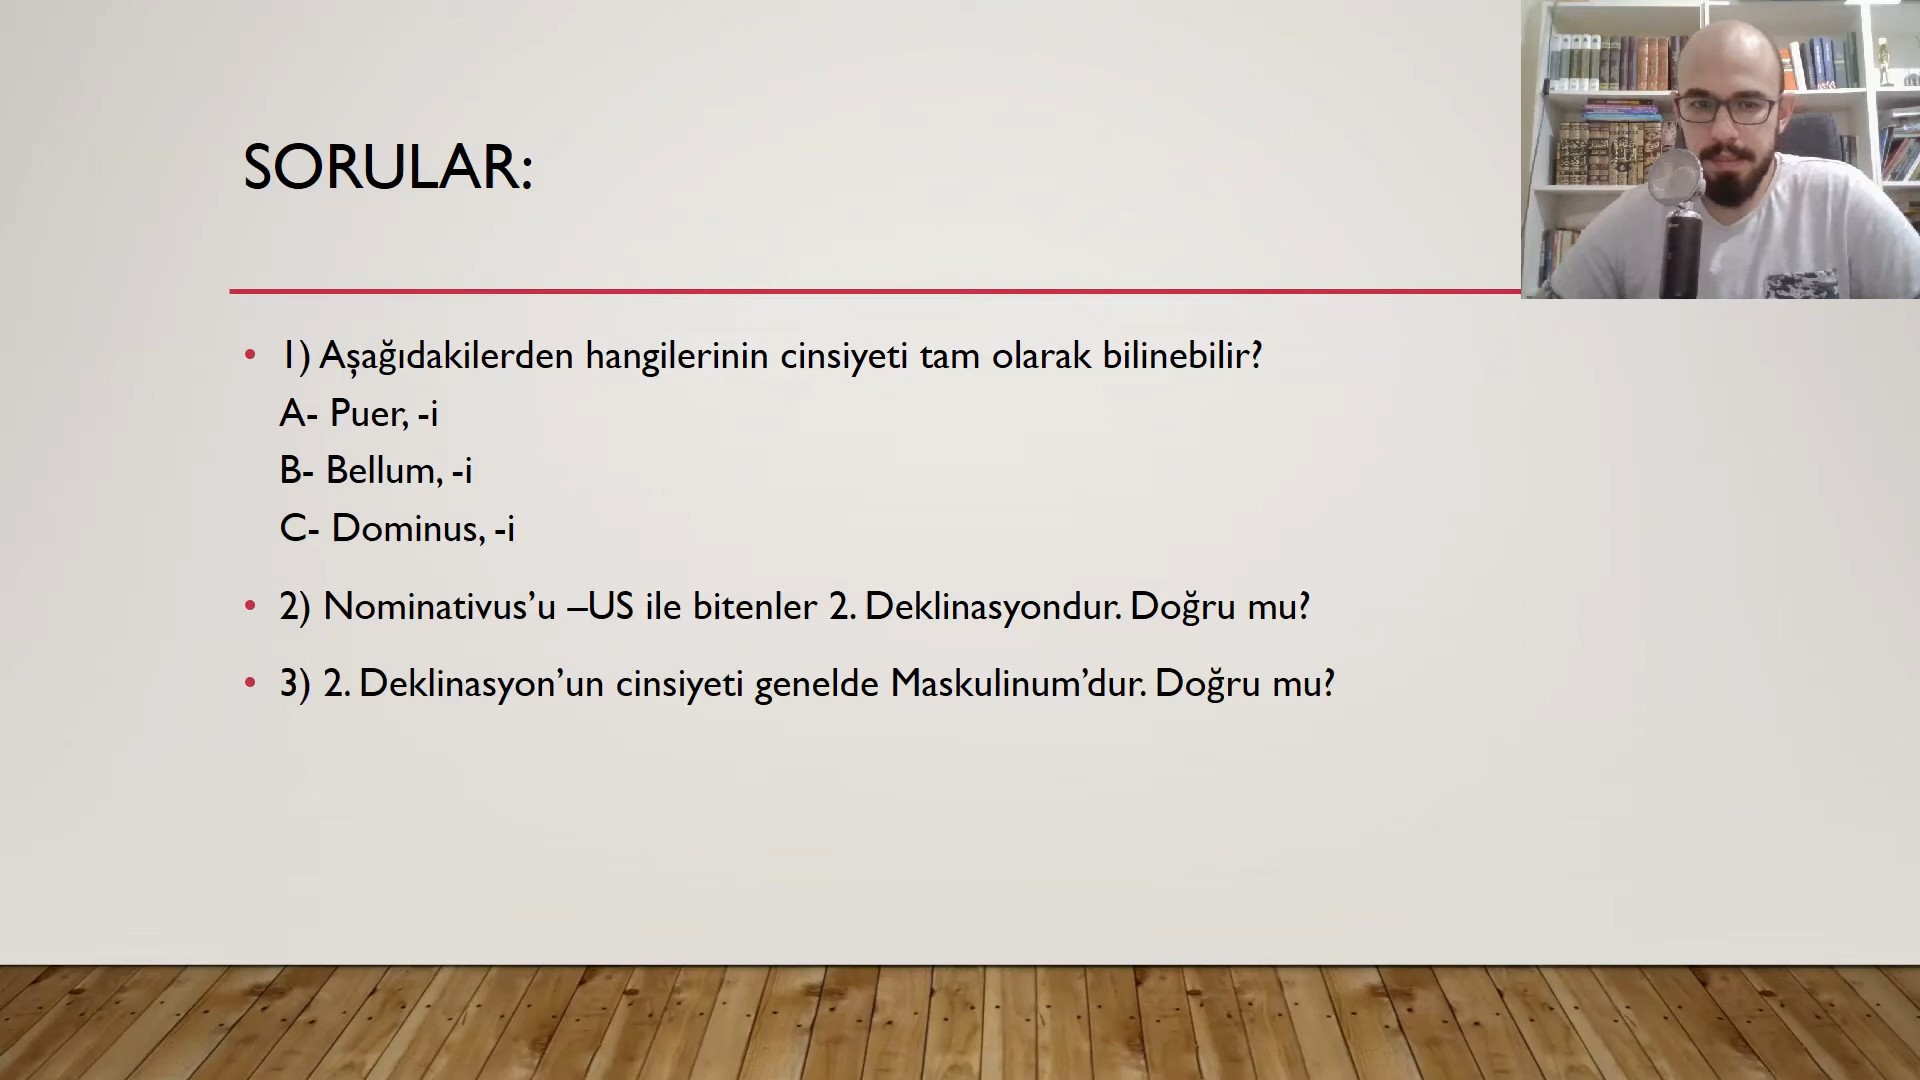 SORULAR:
• 1) Aşağıdakilerden hangilerinin cinsiyeti tam olarak bilinebilir?
A- Puer, -i
B- Bellum, -i
C- Dominus, -i
• 2) Nominativus’u –US ile bitenler 2. Deklinasyondur. Doğru mu?
• 3) 2. Deklinasyon’un cinsiyeti genelde Maskulinum’dur. Doğru mu?